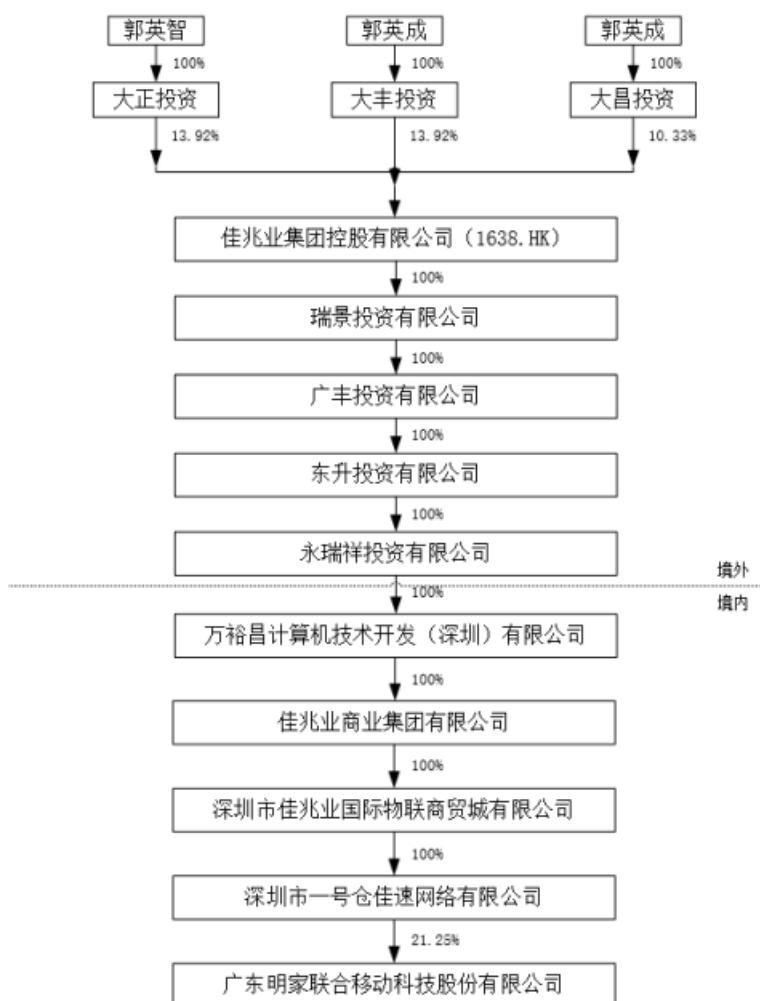 郭英智 郭英成 郭英成
100% 100% 100%
大正投资 大丰投资 大昌投资
13.92% 13.92% 10.33%
佳兆业集团控股有限公司（1638.HK）
100%
瑞景投资有限公司
100%
广丰投资有限公司
100%
东升投资有限公司
100%
永瑞祥投资有限公司
境外
100%
境内
万裕昌计算机技术开发（深圳）有限公司
100%
佳兆业商业集团有限公司
100%
深圳市佳兆业国际物联商贸城有限公司
100%
深圳市一号仓佳速网络有限公司
21.25%
广东明家联合移动科技股份有限公司